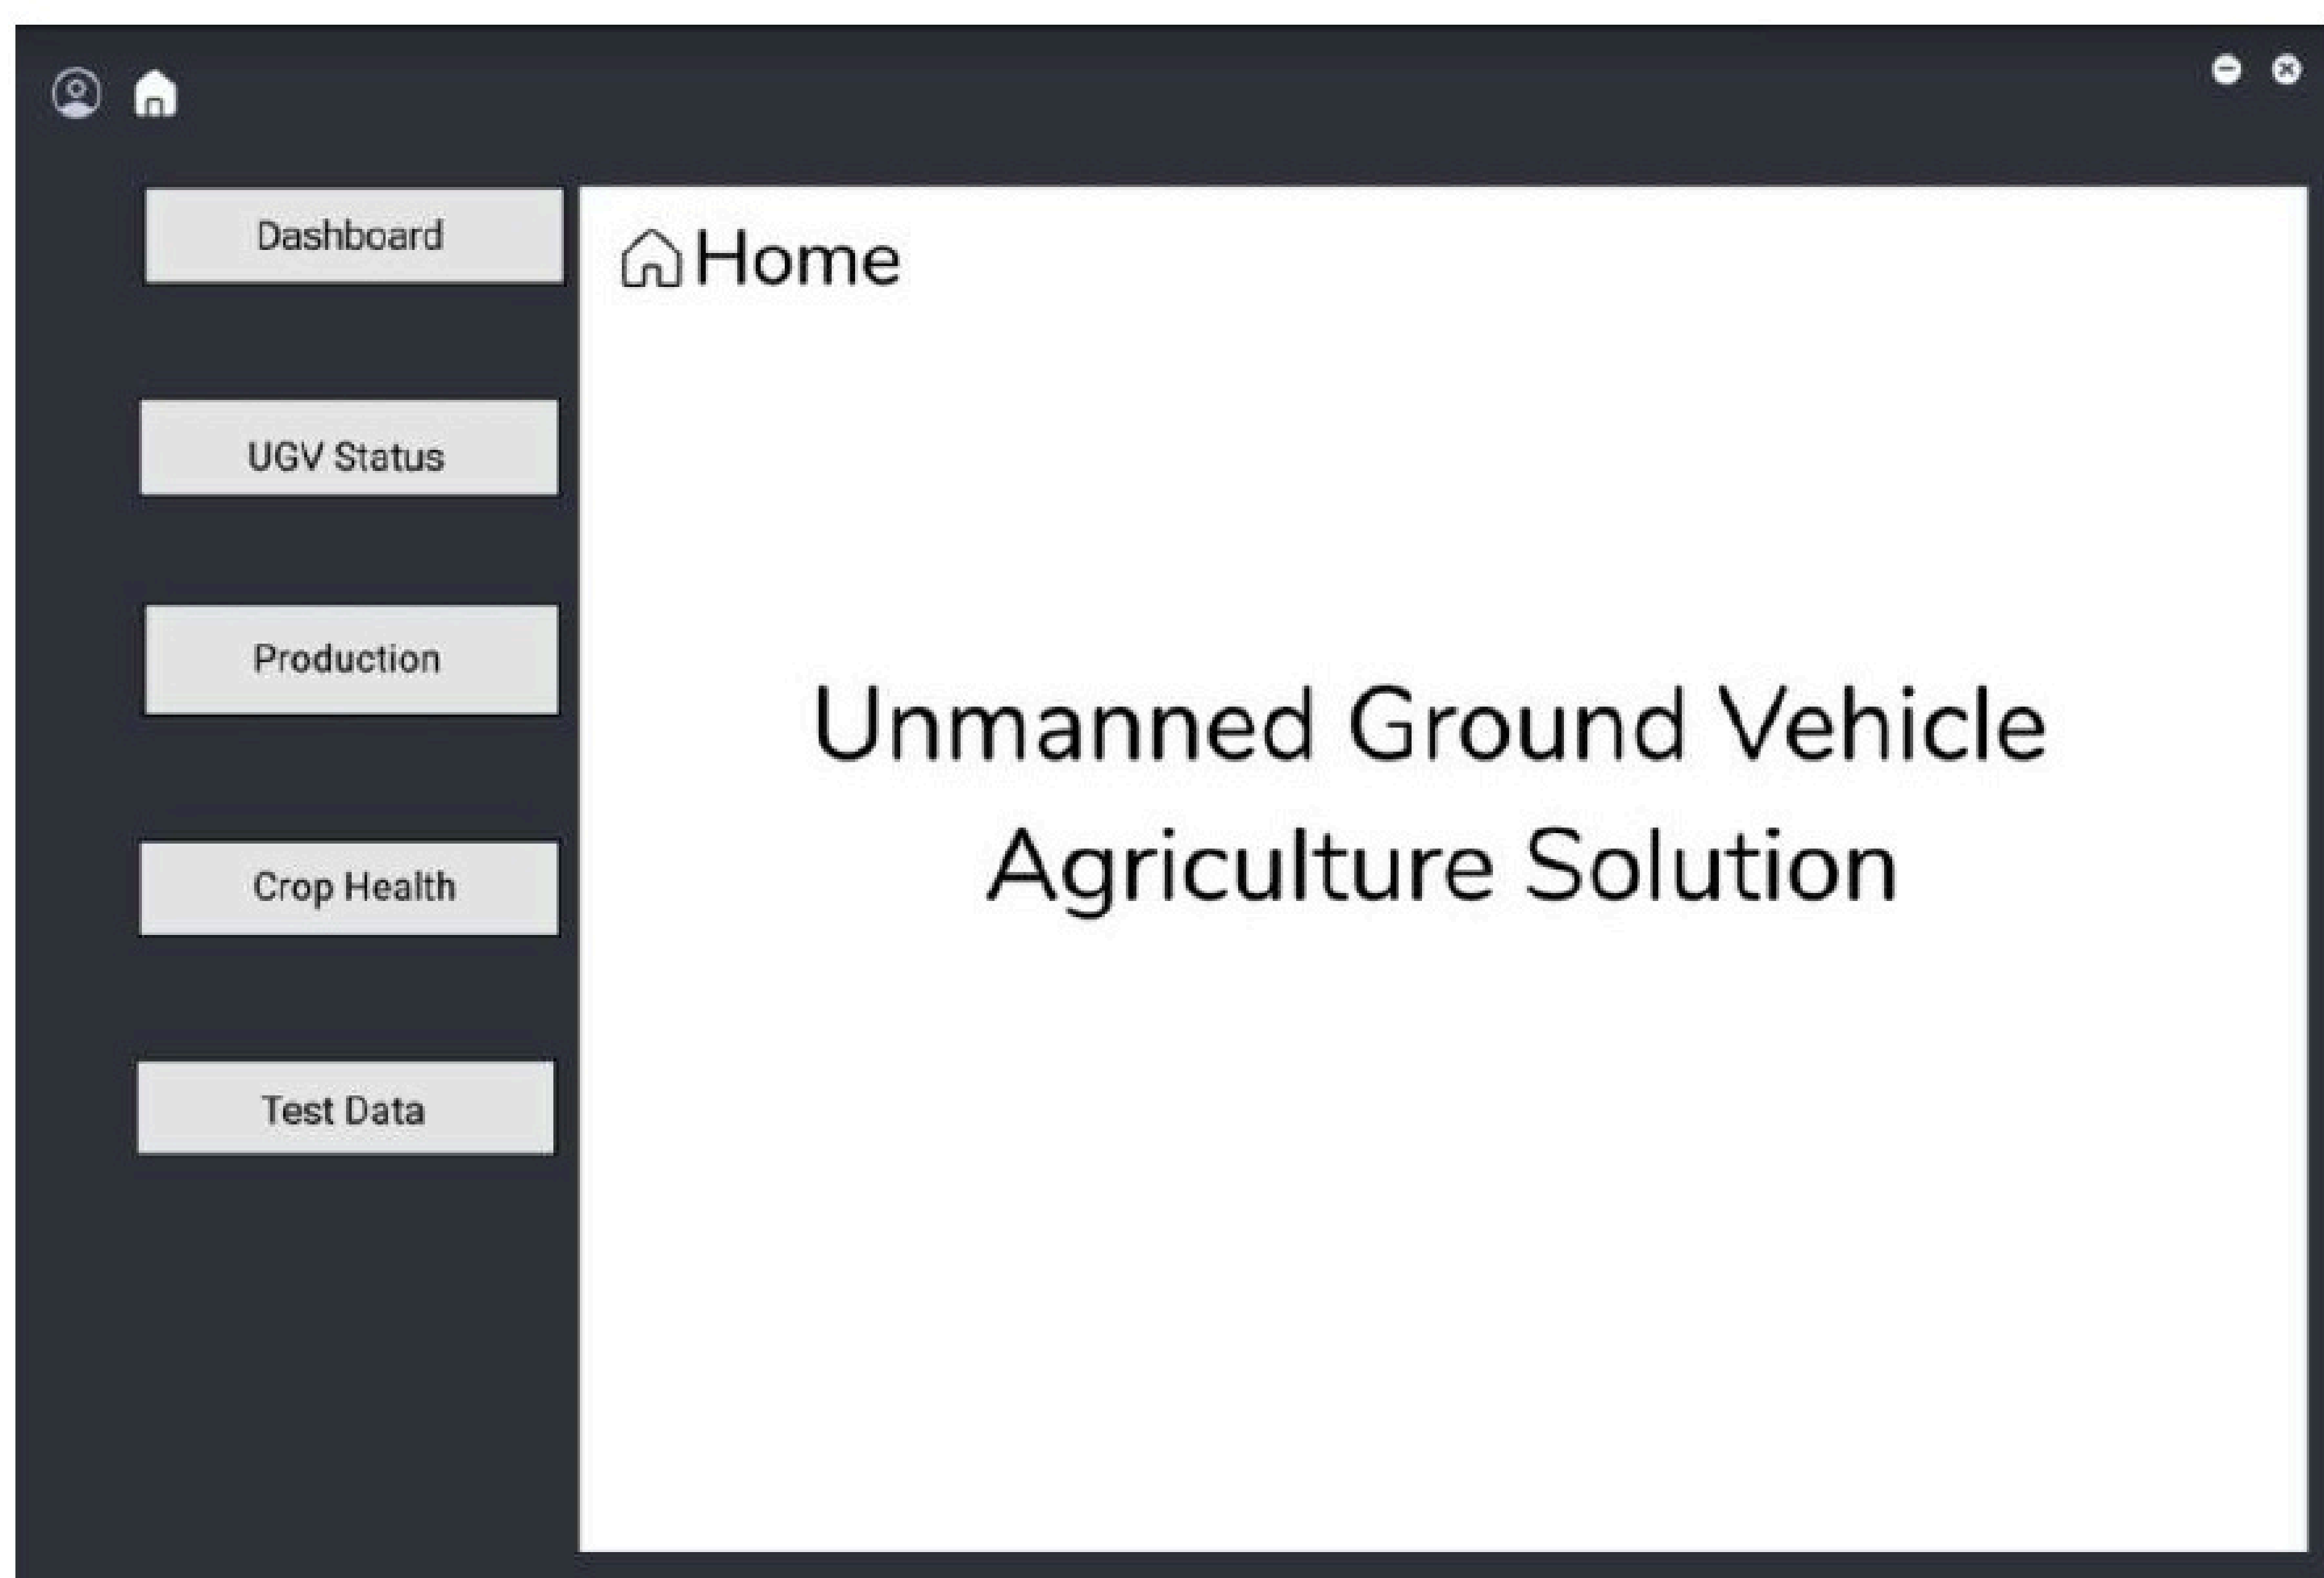 Dashboard
UGV Status
Production
Crop Health
Test Data
Home
Unmanned Ground Vehicle
Agriculture Solution